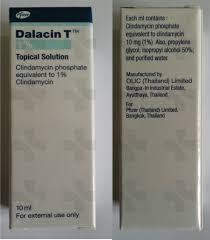 Pfizer
Dalacin T™
1%
Topical Solution
Clindamycin phosphate
equivalent to 1%
Clindamycin
10 ml
For external use only
Each ml contains :
Clindamycin phosphate
equivalent to clindamycin
10 mg (1%) Also, propylene
glycol, isopropyl alcohol 50%,
and purified water
Manufactured by
OLIC (Thailand) Limited
Bangpa-in Industrial Estate,
Ayutthaya, Thailand
For
Pfizer (Thailand) Limited,
Bangkok, Thailand